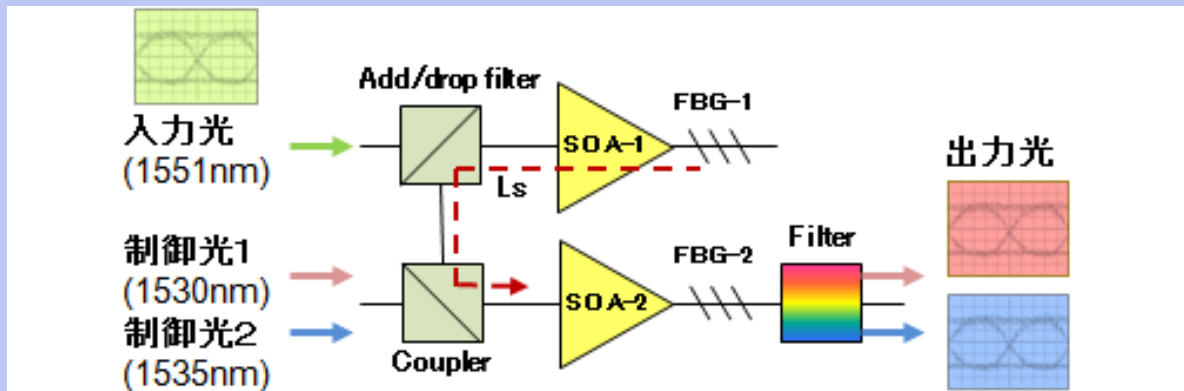 Add/drop filter
FBG-1
入力光
(1551nm)
SOA-1
出力光
Ls
制御光1
(1530nm)
FBG-2
Filter
制御光2
(1535nm)
SOA-2
Coupler